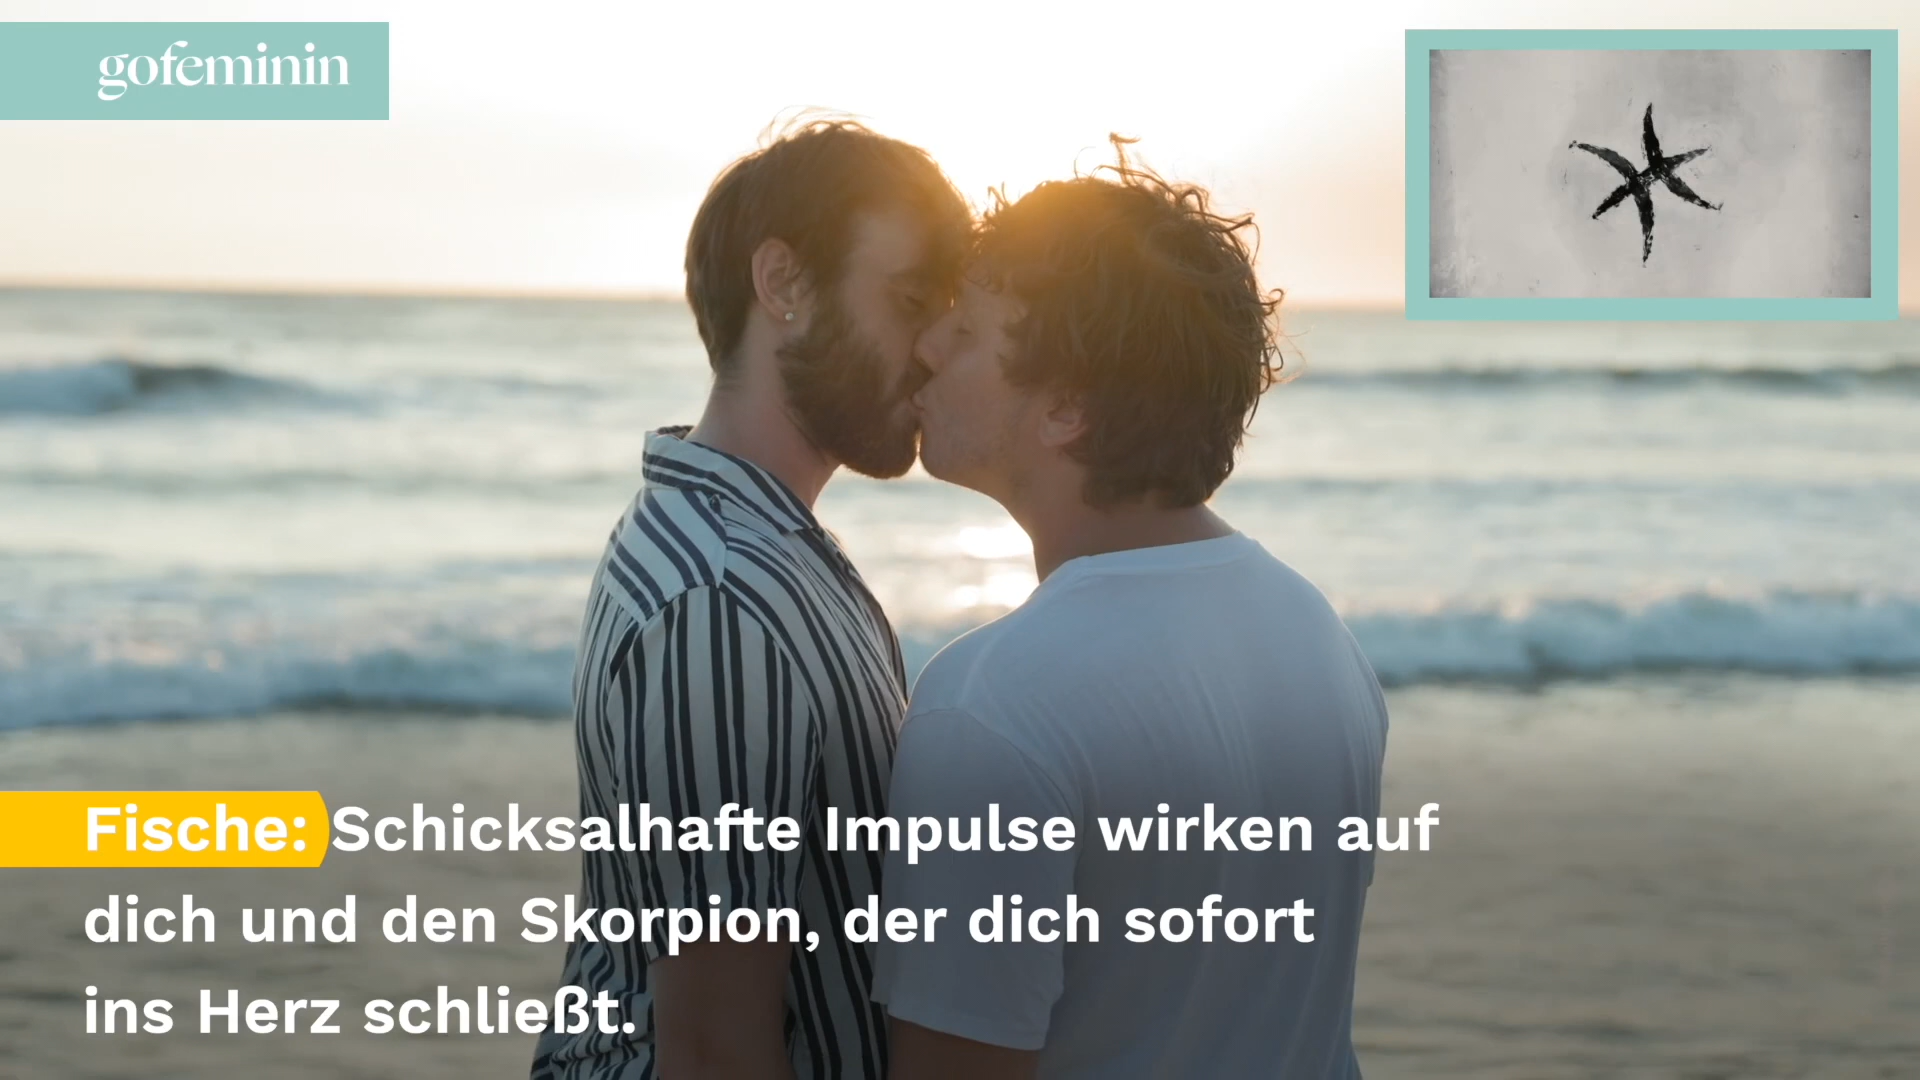 gofeminin
Fische: Schicksalhafte Impulse wirken auf
dich und den Skorpion, der dich sofort
ins Herz schließt.